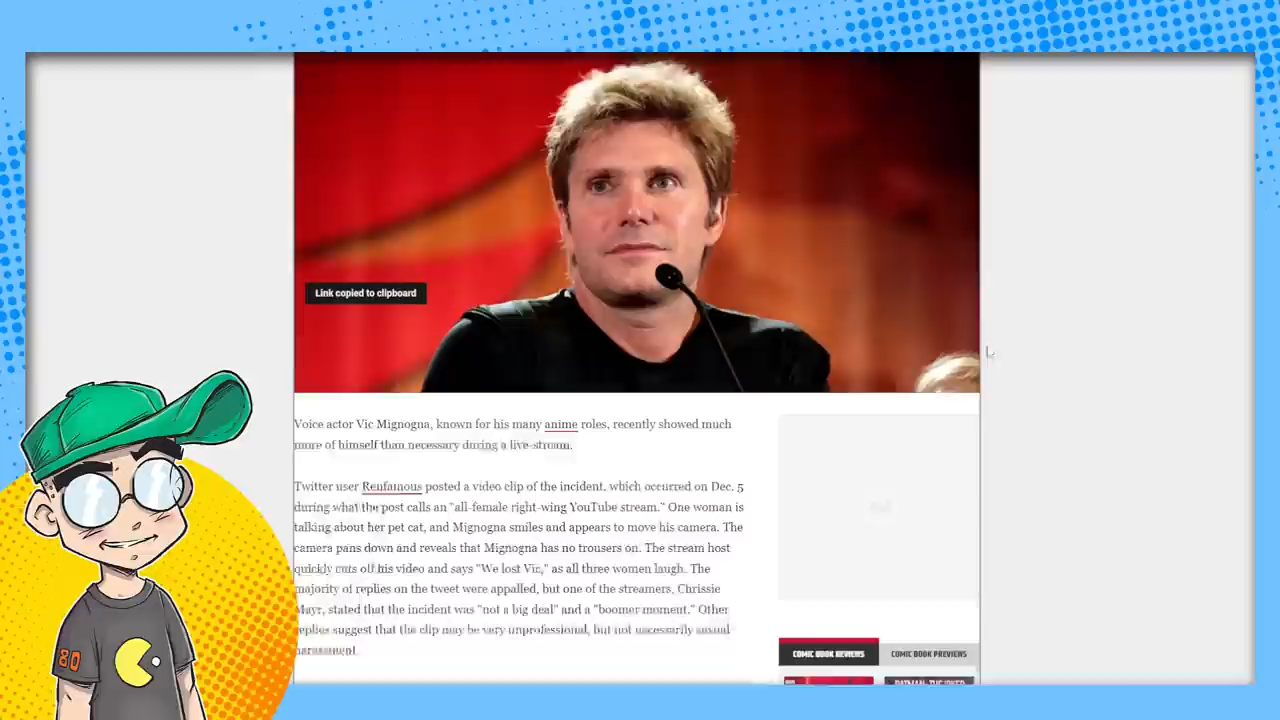 Link copied to clipboard
Voice actor Vic Mignogna, known for his many anime roles, recently showed much
more of himself than necessary during a live-stream.
Twitter user Renfamous posted a video clip of the incident, which occurred on Dec. 5
during what the post calls an "all-female right-wing YouTube stream." One woman is
talking about her pet cat, and Mignogna smiles and appears to move his camera. The
camera pans down and reveals that Mignogna has no trousers on. The stream host
quickly cuts off his video and says "We lost Vic," as all three women laugh. The
majority of replies on the tweet were appalled, but one of the streamers, Chrissie
Mayr, stated that the incident was "not a big deal" and a "boomer moment." Other
replies suggest that the clip may be very unprofessional, but not necessarily sexual
harassment.
COMIC BOOK REVIEWS
COMIC BOOK PREVIEWS
BATMAN: THE JOKER
80